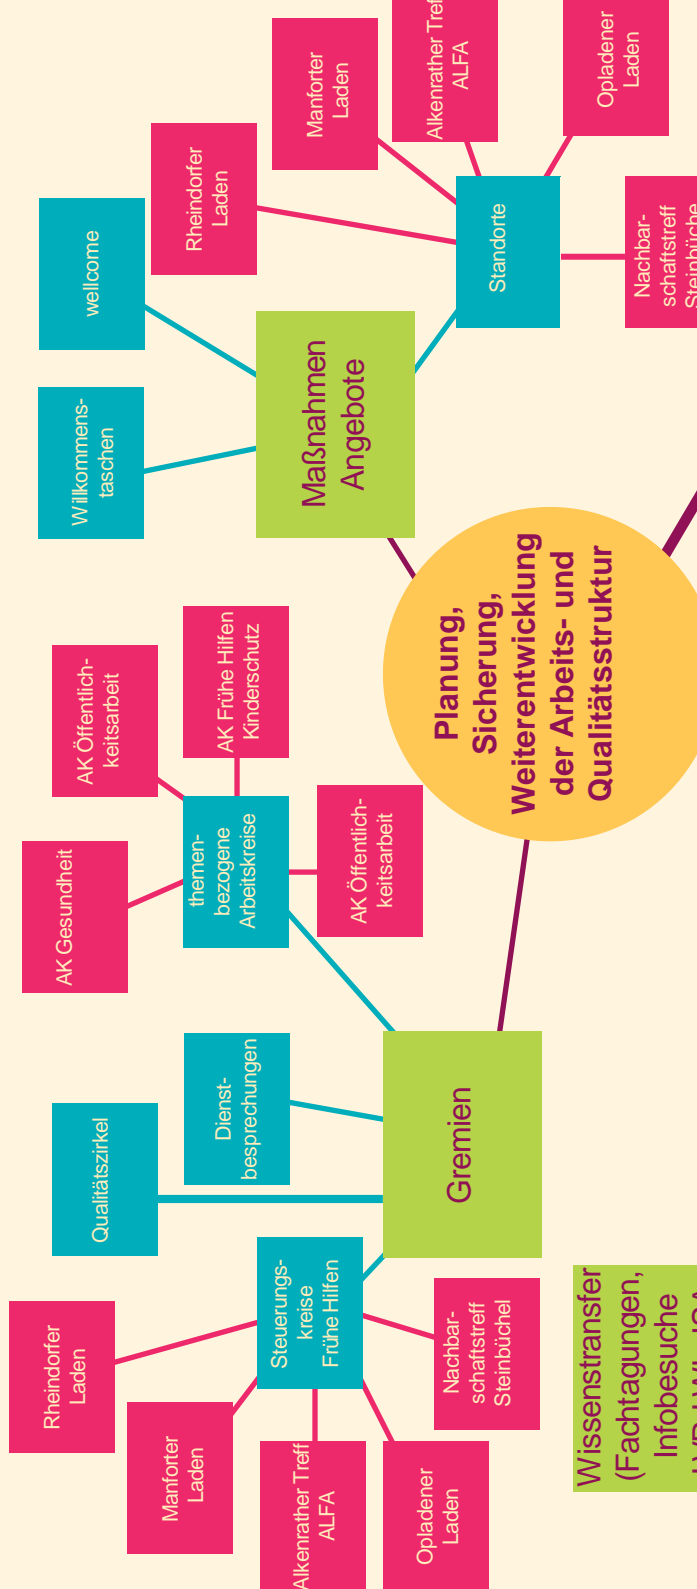 Rheindorfer
Laden
Manforter
Laden
Alkenrather Treff
ALFA
Opladener
Laden
Nachbar-
schaftstreff
Steinbüchel
Steuerungs-
kreise
Frühe Hilfen
Qualitätszirkel
Dienst-
besprechungen
Gremien
AK Gesundheit
AK Öffentlich-
keitsarbeit
AK Frühe Hilfen
Kinderschutz
themen-
bezogene
Arbeitskreise
AK Öffentlich-
keitsarbeit
Willkommens-
taschen
wellcome
Maßnahmen
Angebote
Rheindorfer
Laden
Manforter
Laden
Alkenrather Tref
ALFA
Opladener
Laden
Standorte
Nachbar-
schaftstreff
Steinbüche
Planung,
Sicherung,
Weiterentwicklung
der Arbeits- und
Qualitätsstruktur
Wissenstransfer
(Fachtagungen,
Infobesuche